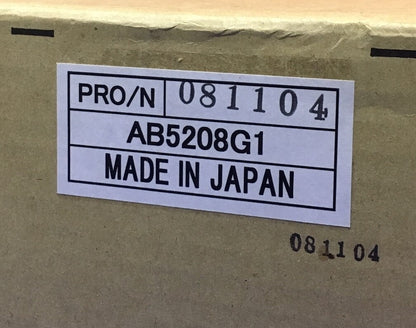 PRO/N 081104
AB5208G1
MADE IN JAPAN
081104